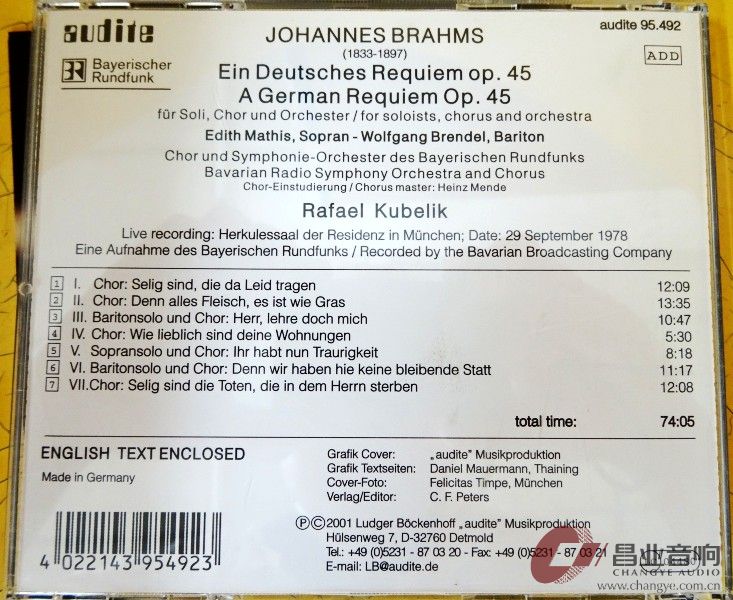 audite
JOHANNES BRAHMS
audite 95.492
(1833-1897)
ADD
BR Bayerischer
Rundfunk
Ein Deutsches Requiem op. 45
A German Requiem Op. 45
für Soli, Chor und Orchester / for soloists, chorus and orchestra
Edith Mathis, Sopran - Wolfgang Brendel, Bariton
Chor und Symphonie-Orchester des Bayerischen Rundfunks
Bavarian Radio Symphony Orchestra and Chorus
Chor-Einstudierung / Chorus master: Heinz Mende
Rafael Kubelik
Live recording: Herkulessaal der Residenz in München; Date: 29 September 1978
Eine Aufnahme des Bayerischen Rundfunks / Recorded by the Bavarian Broadcasting Company
1 I. Chor: Selig sind, die da Leid tragen 12:09
2 II. Chor: Denn alles Fleisch, es ist wie Gras 13:35
3 III. Baritonsolo und Chor: Herr, lehre doch mich 10:47
4 IV. Chor: Wie lieblich sind deine Wohnungen 5:30
5 V. Sopransolo und Chor: Ihr habt nun Traurigkeit 8:18
6 VI. Baritonsolo und Chor: Denn wir haben hie keine bleibende Statt 11:17
7 VII.Chor: Selig sind die Toten, die in dem Herrn sterben 12:08
total time: 74:05
ENGLISH TEXT ENCLOSED
Made in Germany
Grafik Cover: „audite" Musikproduktion
Grafik Textseiten: Daniel Mauermann, Thaining
Cover-Foto: Felicitas Timpe, München
Verlag/Editor: C. F. Peters
4 022143 954923
℗©2001 Ludger Böckenhoff „audite" Musikproduktion
Hülsenweg 7, D-32760 Detmold
Tel.: +49 (0)5231 - 87 03 20 - Fax: +49 (0)5231 - 87 03 21
E-mail: LB@audite.de
昌业音响
CHANGYE AUDIO
www.changye.com.cn